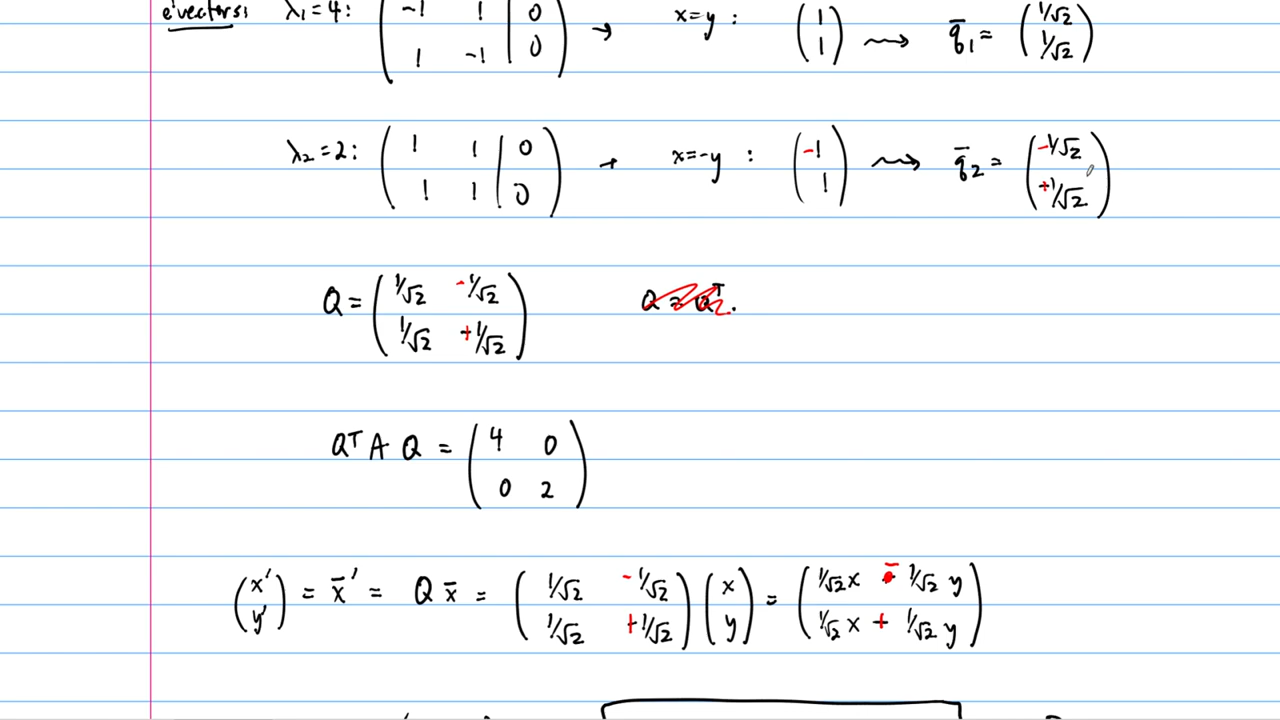 e'vectors: λ₁=4: ( -1 1 | 0 ; 1 -1 | 0 ) → x=y : ( 1 ; 1 ) ⇝ q̄₁ = ( 1/√2 ; 1/√2 )
λ₂=2: ( 1 1 | 0 ; 1 1 | 0 ) → x=-y : ( -1 ; 1 ) ⇝ q̄₂ = ( -1/√2 ; +1/√2 )
Q = ( 1/√2 -1/√2 ; 1/√2 +1/√2 ) Q = Qᵀ.
Qᵀ A Q = ( 4 0 ; 0 2 )
( x' ; y' ) = x̄' = Q x̄ = ( 1/√2 -1/√2 ; 1/√2 +1/√2 ) ( x ; y ) = ( 1/√2 x - 1/√2 y ; 1/√2 x + 1/√2 y )